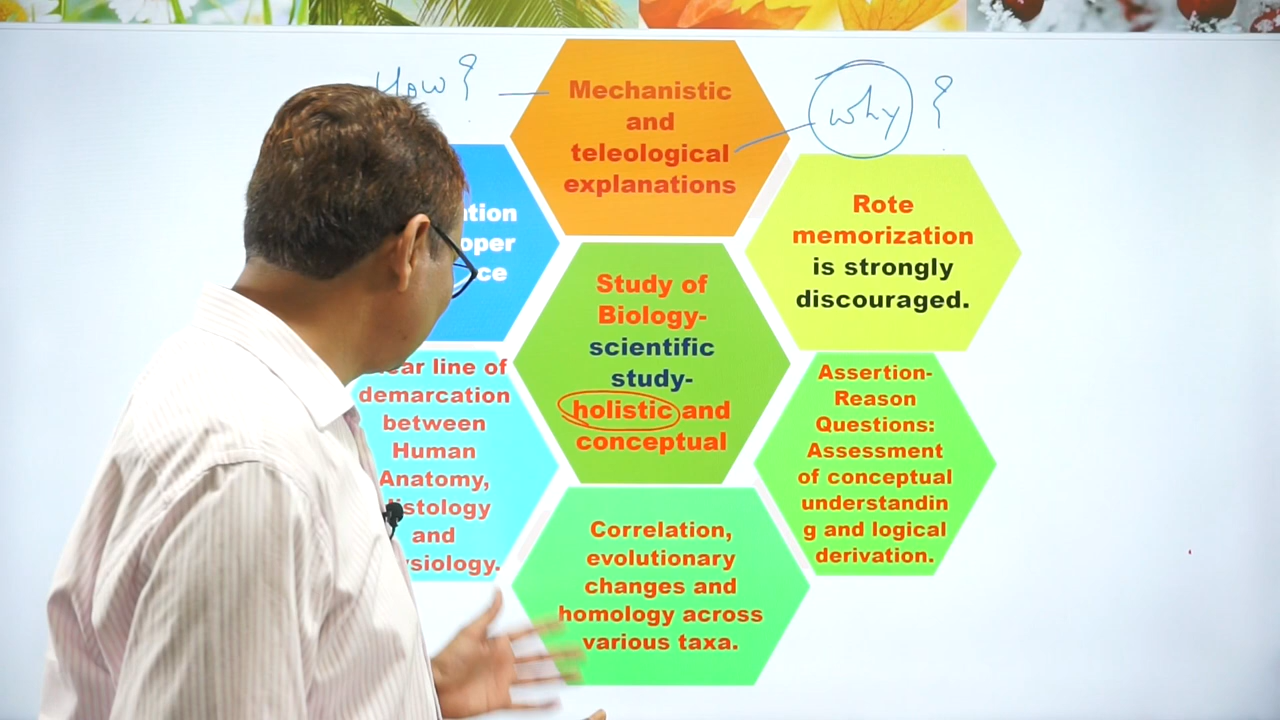 How?
Mechanistic
and
teleological
explanations
why ?
Rote
memorization
is strongly
discouraged.
Study of
Biology-
scientific
study-
holistic and
conceptual
line of
demarcation
between
Human
Anatomy,
and
Assertion-
Reason
Questions:
Assessment
of conceptual
understandin
g and logical
derivation.
Correlation,
evolutionary
changes and
homology across
various taxa.